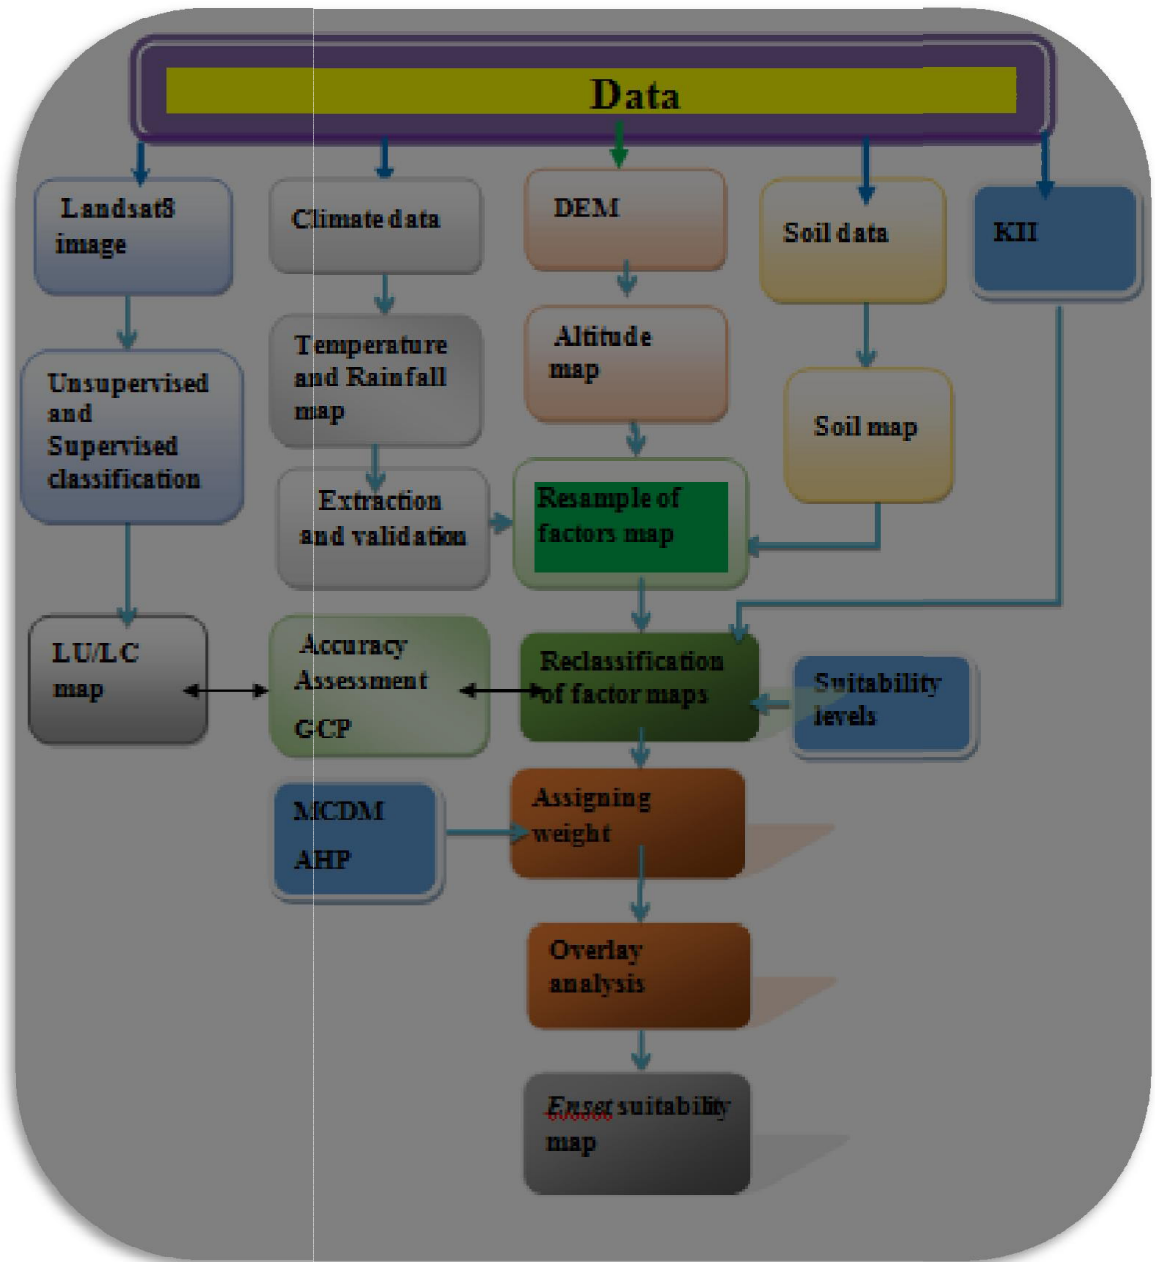 Data
Landsat8
image
Climate data
DEM
Soil data
KII
Unsupervised
and
Supervised
classification
Temperature
and Rainfall
map
Altitude
map
Soil map
Extraction
and validation
Resample of
factors map
LU/LC
map
Accuracy
Assessment
GCP
Reclassification
of factor maps
Suitability
levels
MCDM
AHP
Assigning
weight
Overlay
analysis
Enset suitability
map